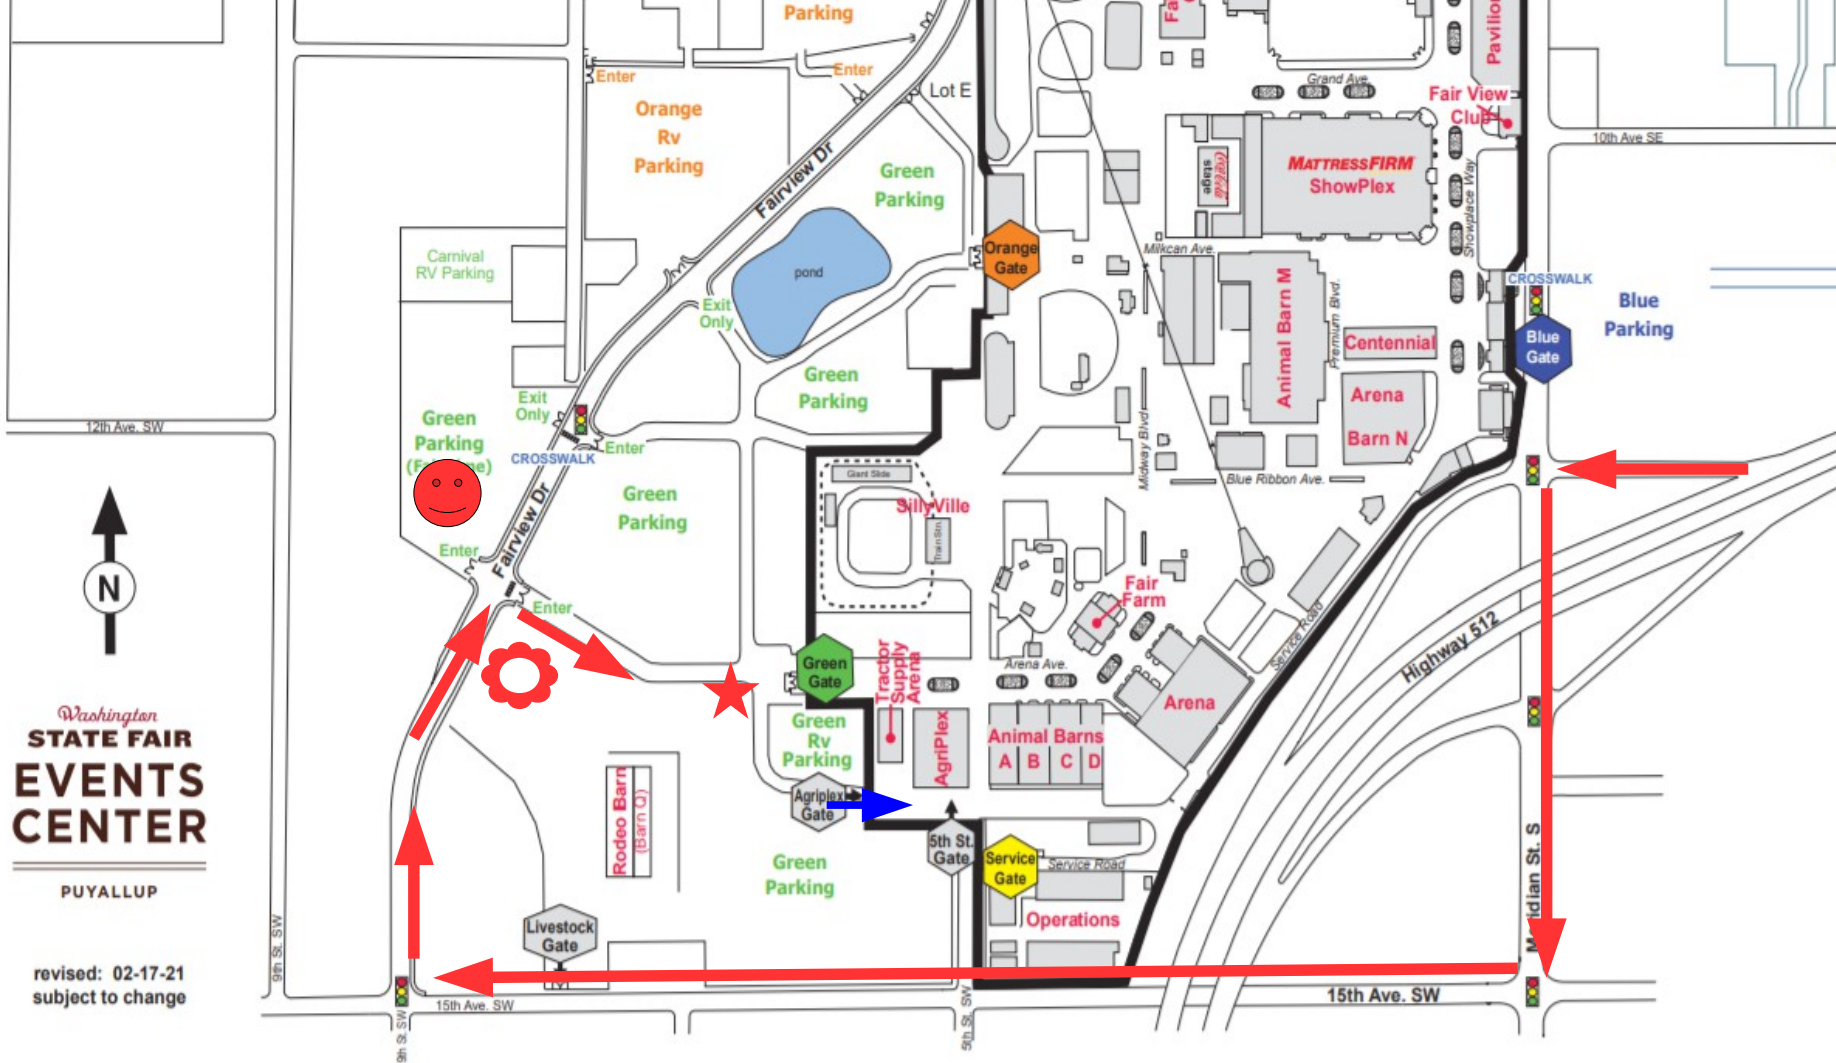 Parking
Enter
Enter
Orange
Rv
Parking
Lot E
Fairview Dr
Green
Parking
Carnival
RV Parking
pond
Exit
Only
Orange
Gate
Grand Ave.
Pavilion
Fair View
Club
10th Ave SE
MATTRESSFIRM
ShowPlex
Coca-Cola
stage
Showplace Way
Milkcan Ave.
Animal Barn M
Premium Blvd.
Centennial
Arena
Barn N
CROSSWALK
Blue
Parking
Blue
Gate
Green
Parking
Exit
Only
12th Ave. SW
Green
Parking
Enter
CROSSWALK
Green
Parking
Fairview Dr
Enter
Enter
Giant Slide
SillyVille
Train Stn.
Midway Blvd
Blue Ribbon Ave.
Fair
Farm
Service Road
Highway 512
N
Green
Gate
Tractor
Supply
Arena
Arena Ave.
Arena
Green
Rv
Parking
AgriPlex
Animal Barns
A B C D
Agriplex
Gate
Rodeo Barn
(Barn Q)
5th St.
Gate
Service
Gate
Service Road
Green
Parking
Operations
Livestock
Gate
Meridian St. S
Washington
STATE FAIR
EVENTS
CENTER
PUYALLUP
revised: 02-17-21
subject to change
9th St. SW
15th Ave. SW
15th Ave. SW
9th St. SW
5th St. SW